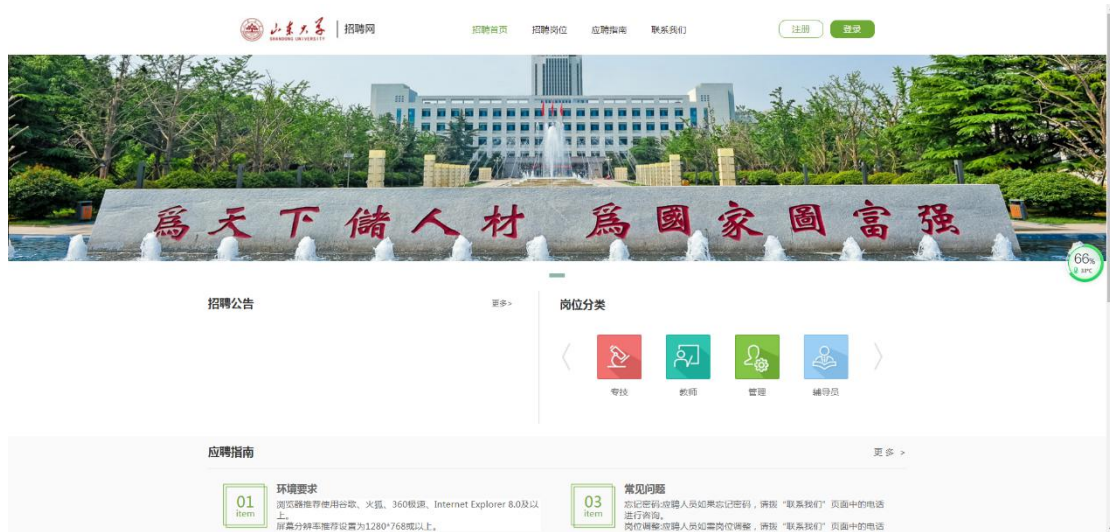 山东大学
SHANDONG UNIVERSITY
招聘网
招聘首页 招聘岗位 应聘指南 联系我们
注册 登录
為天下儲人材 為國家圖富强
66%
招聘公告 更多>
岗位分类
专技 教师 管理 辅导员
应聘指南 更多 >
01
item
环境要求
浏览器推荐使用谷歌、火狐、360极速、Internet Explorer 8.0及以
上。
屏幕分辨率推荐设置为1280*768或以上。
03
item
常见问题
忘记密码:应聘人员如果忘记密码，请拨“联系我们”页面中的电话
进行咨询。
岗位调整:应聘人员如需岗位调整，请拨“联系我们”页面中的电话